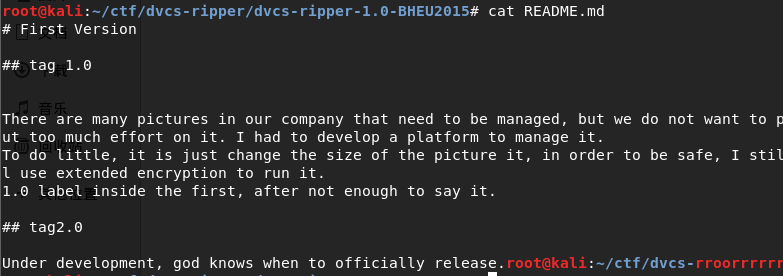 root@kali:~/ctf/dvcs-ripper/dvcs-ripper-1.0-BHEU2015# cat README.md
# First Version
## tag 1.0
There are many pictures in our company that need to be managed, but we do not want to p
ut too much effort on it. I had to develop a platform to manage it.
To do little, it is just change the size of the picture it, in order to be safe, I stil
l use extended encryption to run it.
1.0 label inside the first, after not enough to say it.
## tag2.0
Under development, god knows when to officially release.root@kali:~/ctf/dvcs-rroorrrrrr